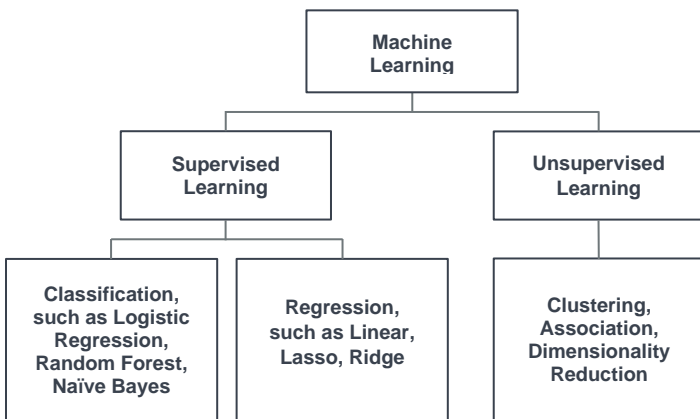 Machine
Learning
Supervised
Learning
Unsupervised
Learning
Classification,
such as Logistic
Regression,
Random Forest,
Naïve Bayes
Regression,
such as Linear,
Lasso, Ridge
Clustering,
Association,
Dimensionality
Reduction